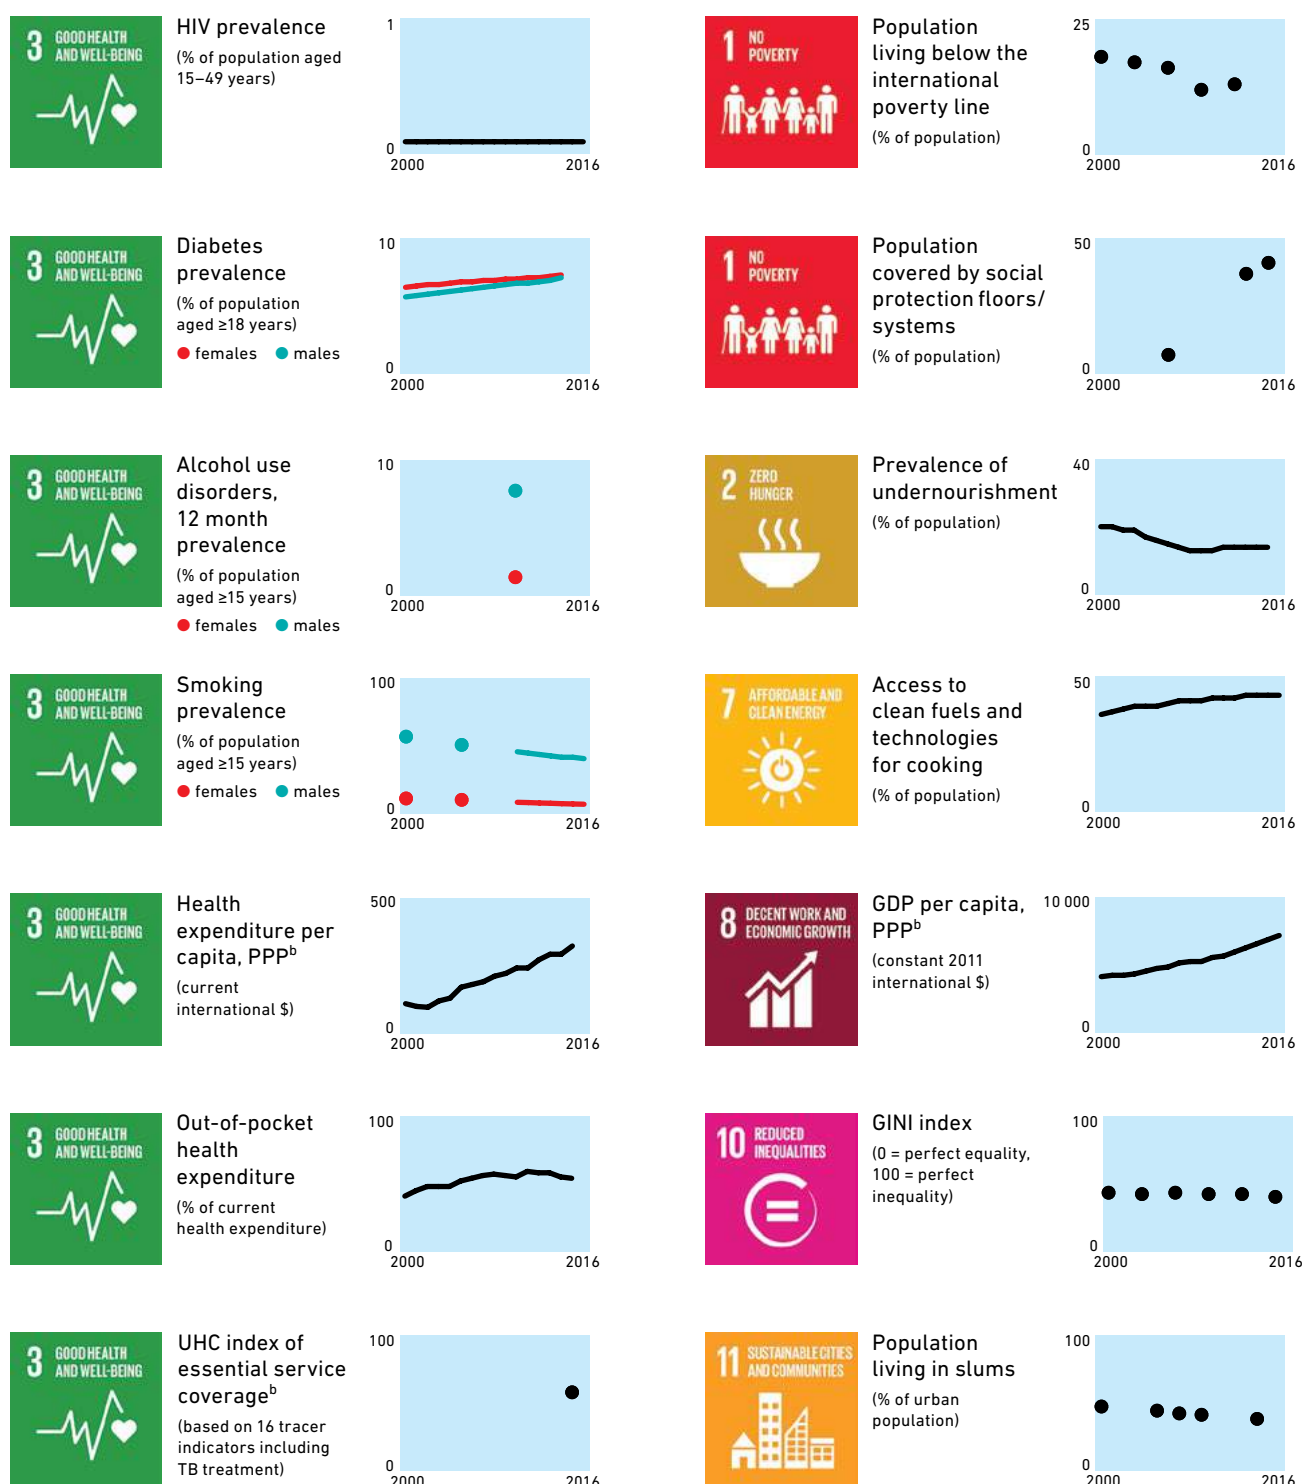 3 GOOD HEALTH
AND WELL-BEING
HIV prevalence
(% of population aged
15–49 years)
1
0
2000 2016
1 NO
POVERTY
Population
living below the
international
poverty line
(% of population)
25
0
2000 2016
3 GOOD HEALTH
AND WELL-BEING
Diabetes
prevalence
(% of population
aged ≥18 years)
females males
10
0
2000 2016
1 NO
POVERTY
Population
covered by social
protection floors/
systems
(% of population)
50
0
2000 2016
3 GOOD HEALTH
AND WELL-BEING
Alcohol use
disorders,
12 month
prevalence
(% of population
aged ≥15 years)
females males
10
0
2000 2016
2 ZERO
HUNGER
Prevalence of
undernourishment
(% of population)
40
0
2000 2016
3 GOOD HEALTH
AND WELL-BEING
Smoking
prevalence
(% of population
aged ≥15 years)
females males
100
0
2000 2016
7 AFFORDABLE AND
CLEAN ENERGY
Access to
clean fuels and
technologies
for cooking
(% of population)
50
0
2000 2016
3 GOOD HEALTH
AND WELL-BEING
Health
expenditure per
capita, PPPᵇ
(current
international $)
500
0
2000 2016
8 DECENT WORK AND
ECONOMIC GROWTH
GDP per capita,
PPPᵇ
(constant 2011
international $)
10 000
0
2000 2016
3 GOOD HEALTH
AND WELL-BEING
Out-of-pocket
health
expenditure
(% of current
health expenditure)
100
0
2000 2016
10 REDUCED
INEQUALITIES
GINI index
(0 = perfect equality,
100 = perfect
inequality)
100
0
2000 2016
3 GOOD HEALTH
AND WELL-BEING
UHC index of
essential service
coverageᵇ
(based on 16 tracer
indicators including
TB treatment)
100
0
2000 2016
11 SUSTAINABLE CITIES
AND COMMUNITIES
Population
living in slums
(% of urban
population)
100
0
2000 2016